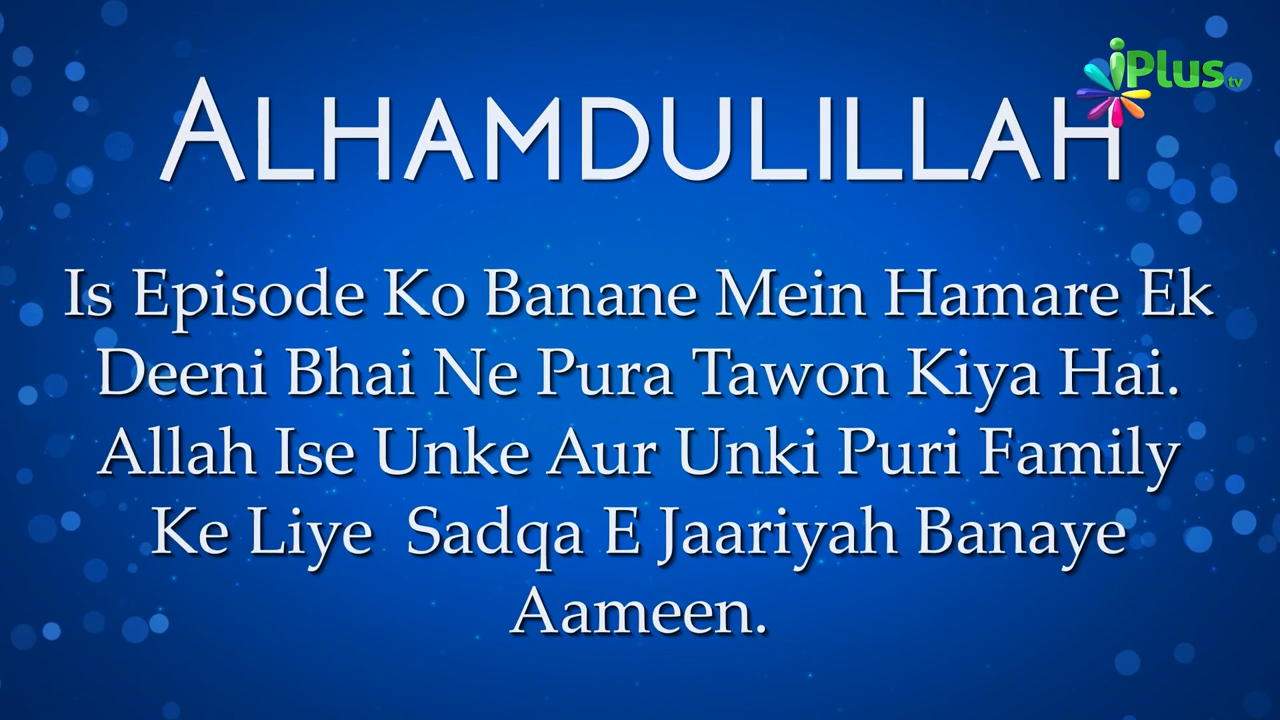 iPlus tv
ALHAMDULILLAH
Is Episode Ko Banane Mein Hamare Ek
Deeni Bhai Ne Pura Tawon Kiya Hai.
Allah Ise Unke Aur Unki Puri Family
Ke Liye Sadqa E Jaariyah Banaye
Aameen.